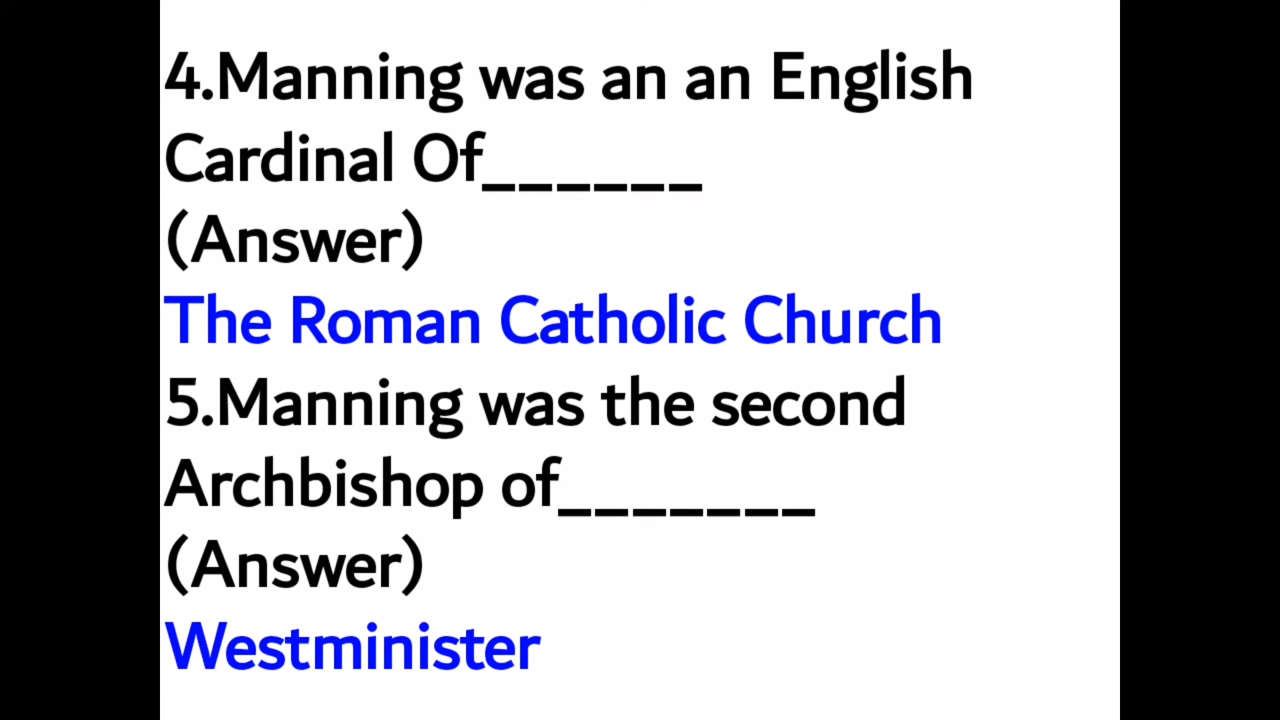 4.Manning was an an English
Cardinal Of______
(Answer)
The Roman Catholic Church
5.Manning was the second
Archbishop of_______
(Answer)
Westminister